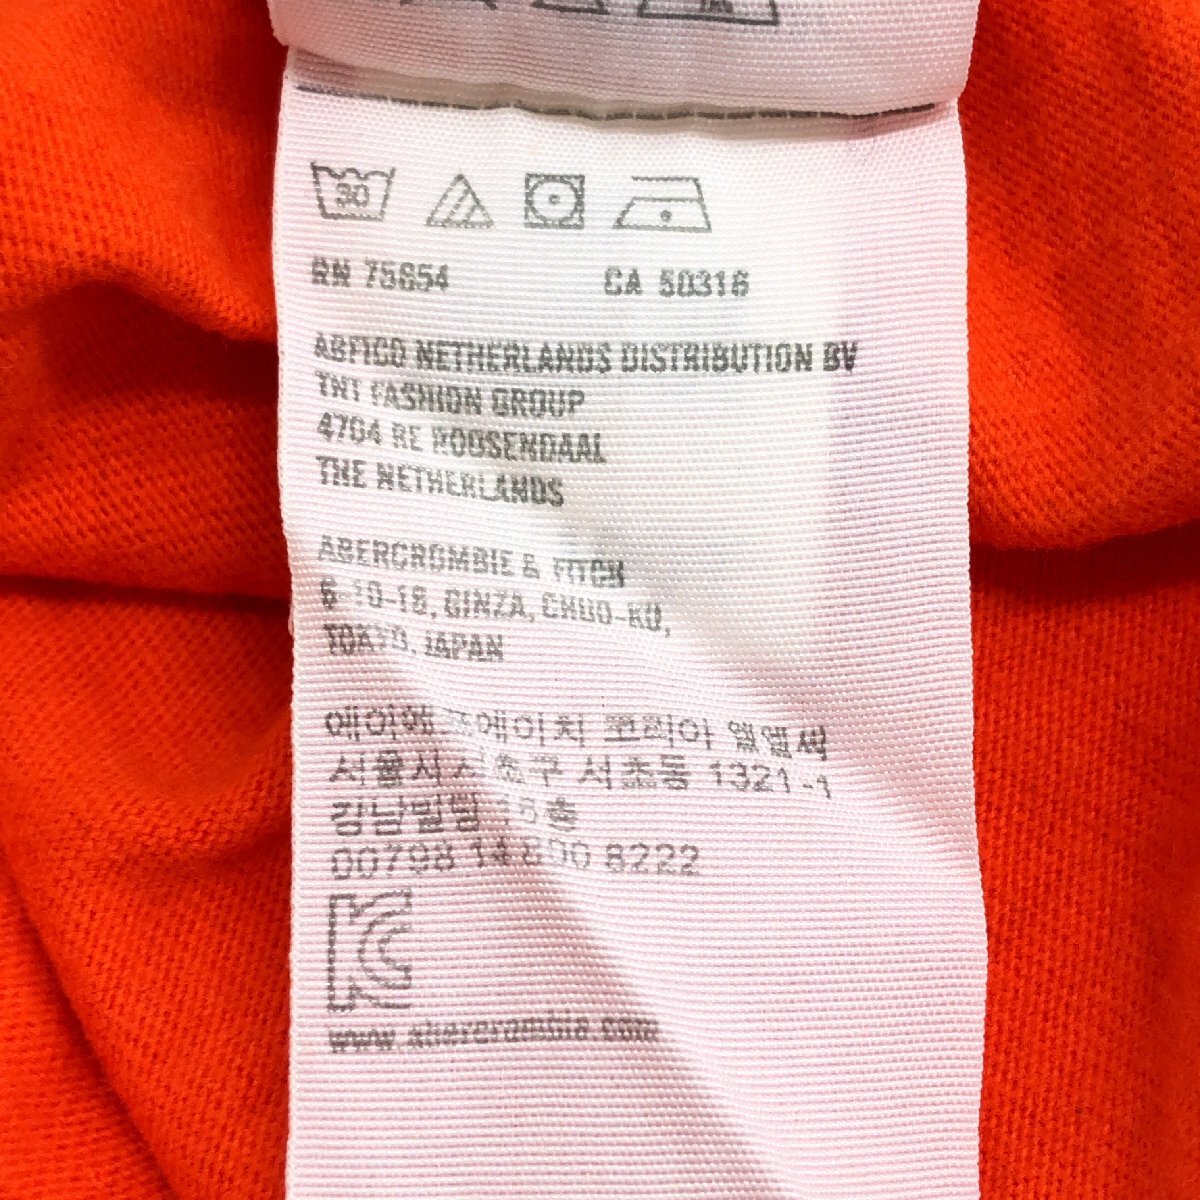 30
RN 75654 CA 50316
ABFICO NETHERLANDS DISTRIBUTION BV
TNT FASHION GROUP
4704 RE ROOSENDAAL
THE NETHERLANDS
ABERCROMBIE & FITCH
6-10-18, GINZA, CHUO-KU,
TOKYO, JAPAN
에이에프에이치 코리아 엘엘씨
서울시 서초구 서초동 1321-1
강남빌딩 16층
00798 14 800 8222
KC
www.abercrombie.com